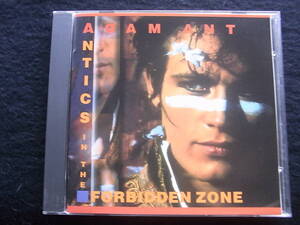 ADAM ANT
ANTICS
IN THE
FORBIDDEN ZONE